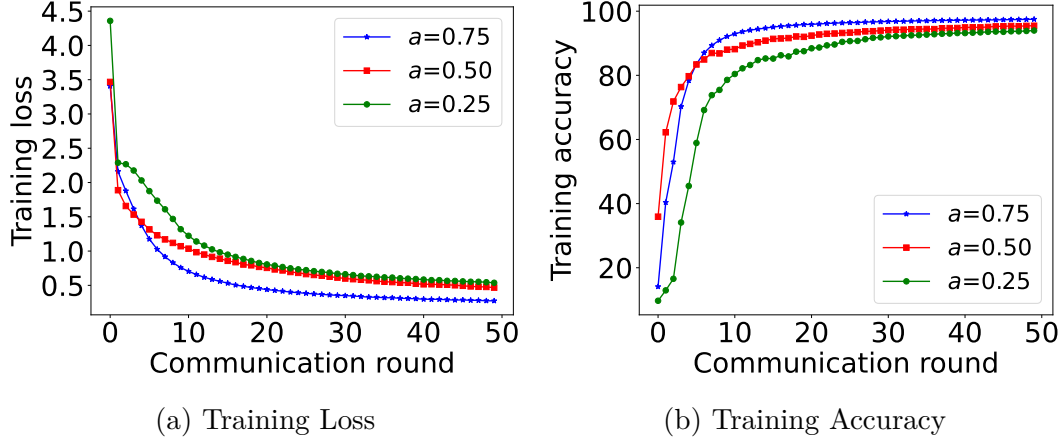 4.5
4.0
3.5
3.0
2.5
2.0
1.5
1.0
0.5
Training loss
a=0.75
a=0.50
a=0.25
0 10 20 30 40 50
Communication round
(a) Training Loss
100
80
60
40
20
Training accuracy
a=0.75
a=0.50
a=0.25
0 10 20 30 40 50
Communication round
(b) Training Accuracy